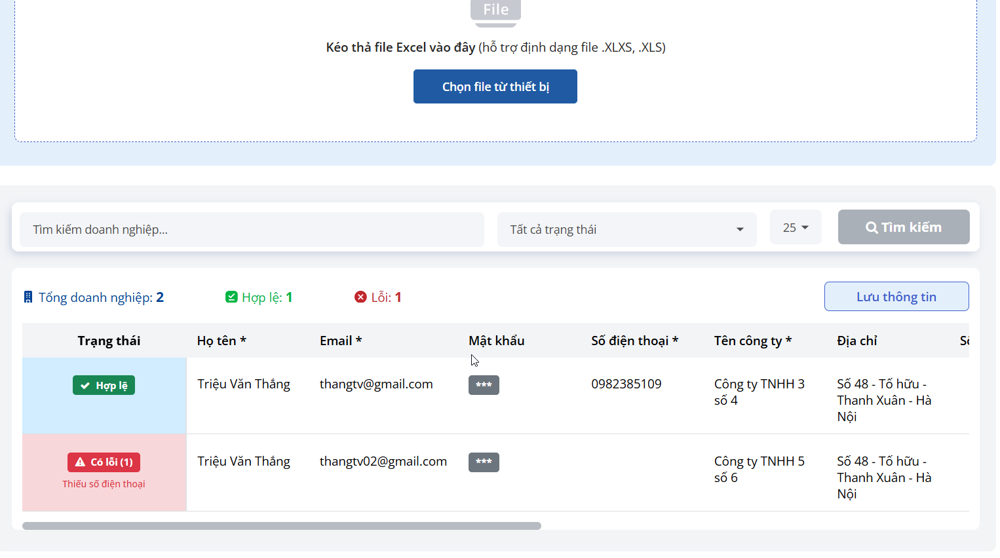 File
Kéo thả file Excel vào đây (hỗ trợ định dạng file .XLXS, .XLS)
Chọn file từ thiết bị
Tìm kiếm doanh nghiệp...
Tất cả trạng thái
25
Tìm kiếm
Tổng doanh nghiệp: 2
Hợp lệ: 1
Lỗi: 1
Lưu thông tin
Trạng thái
Họ tên *
Email *
Mật khẩu
Số điện thoại *
Tên công ty *
Địa chỉ
Hợp lệ
Triệu Văn Thắng
thangtv@gmail.com
***
0982385109
Công ty TNHH 3
số 4
Số 48 - Tố hữu -
Thanh Xuân - Hà
Nội
Có lỗi (1)
Thiếu số điện thoại
Triệu Văn Thắng
thangtv02@gmail.com
***
Công ty TNHH 5
số 6
Số 48 - Tố hữu -
Thanh Xuân - Hà
Nội